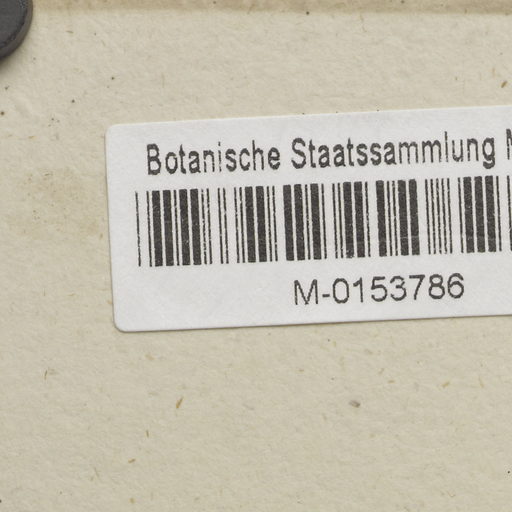 Botanische Staatssammlung
M-0153786